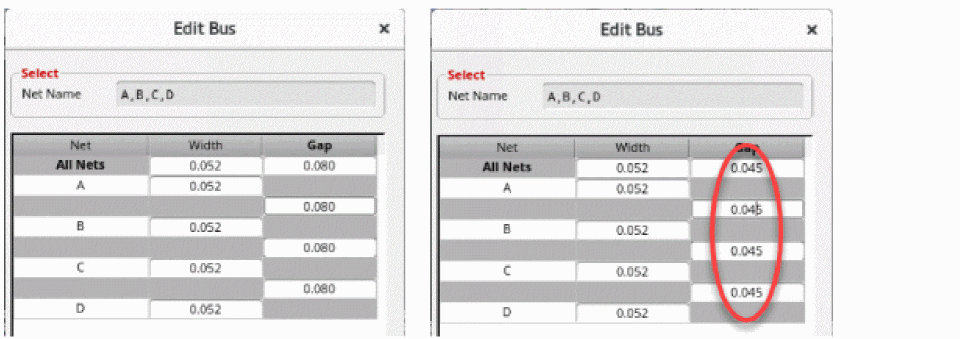 Edit Bus ×
Select
Net Name A,B,C,D
Net Width Gap
All Nets 0.052 0.080
A 0.052
0.080
B 0.052
0.080
C 0.052
0.080
D 0.052
Edit Bus ×
Select
Net Name A,B,C,D
Net Width Gap
All Nets 0.052 0.045
A 0.052
0.045
B 0.052
0.045
C 0.052
0.045
D 0.052